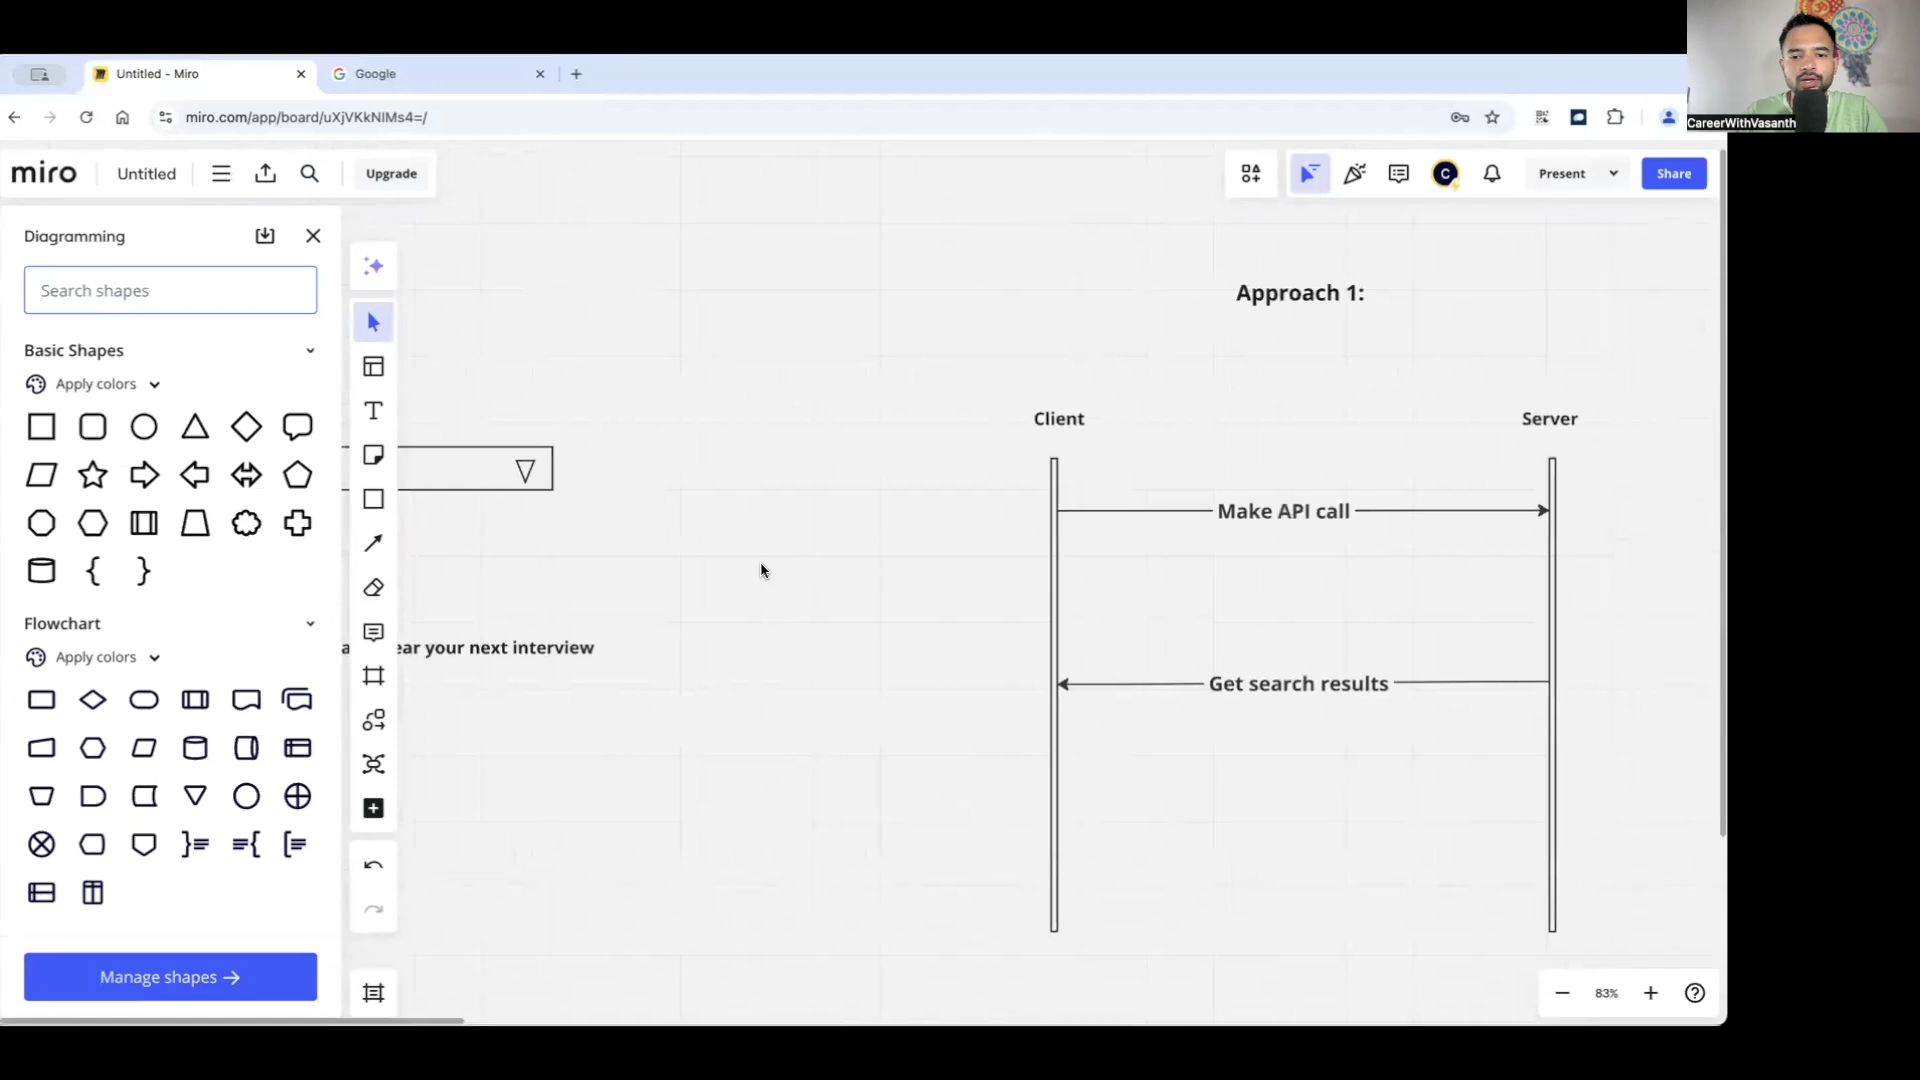 Untitled - Miro
Google
miro.com/app/board/uXjVKkNlMs4=/
CareerWithVasanth
miro
Untitled
Upgrade
C
Present
Share
Diagramming
Search shapes
Basic Shapes
Apply colors
Flowchart
Apply colors
Manage shapes →
Approach 1:
Client
Server
Make API call
Get search results
ear your next interview
83%